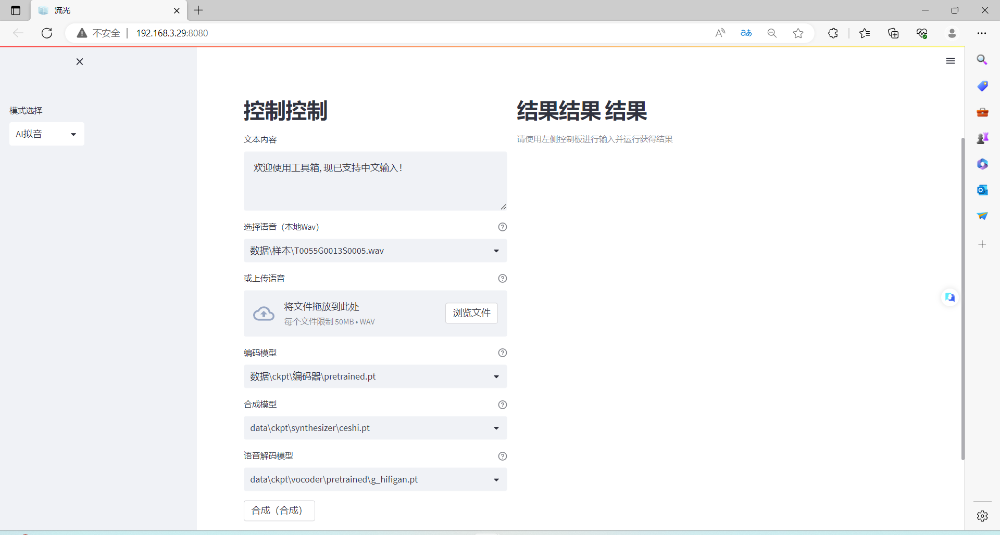 流光
不安全
192.168.3.29:8080
模式选择
AI拟音
控制控制
文本内容
欢迎使用工具箱, 现已支持中文输入！
选择语音（本地Wav）
数据\样本\T0055G0013S0005.wav
或上传语音
将文件拖放到此处
每个文件限制 50MB • WAV
浏览文件
编码模型
数据\ckpt\编码器\pretrained.pt
合成模型
data\ckpt\synthesizer\ceshi.pt
语音解码模型
data\ckpt\vocoder\pretrained\g_hifigan.pt
合成（合成）
结果结果 结果
请使用左侧控制板进行输入并运行获得结果